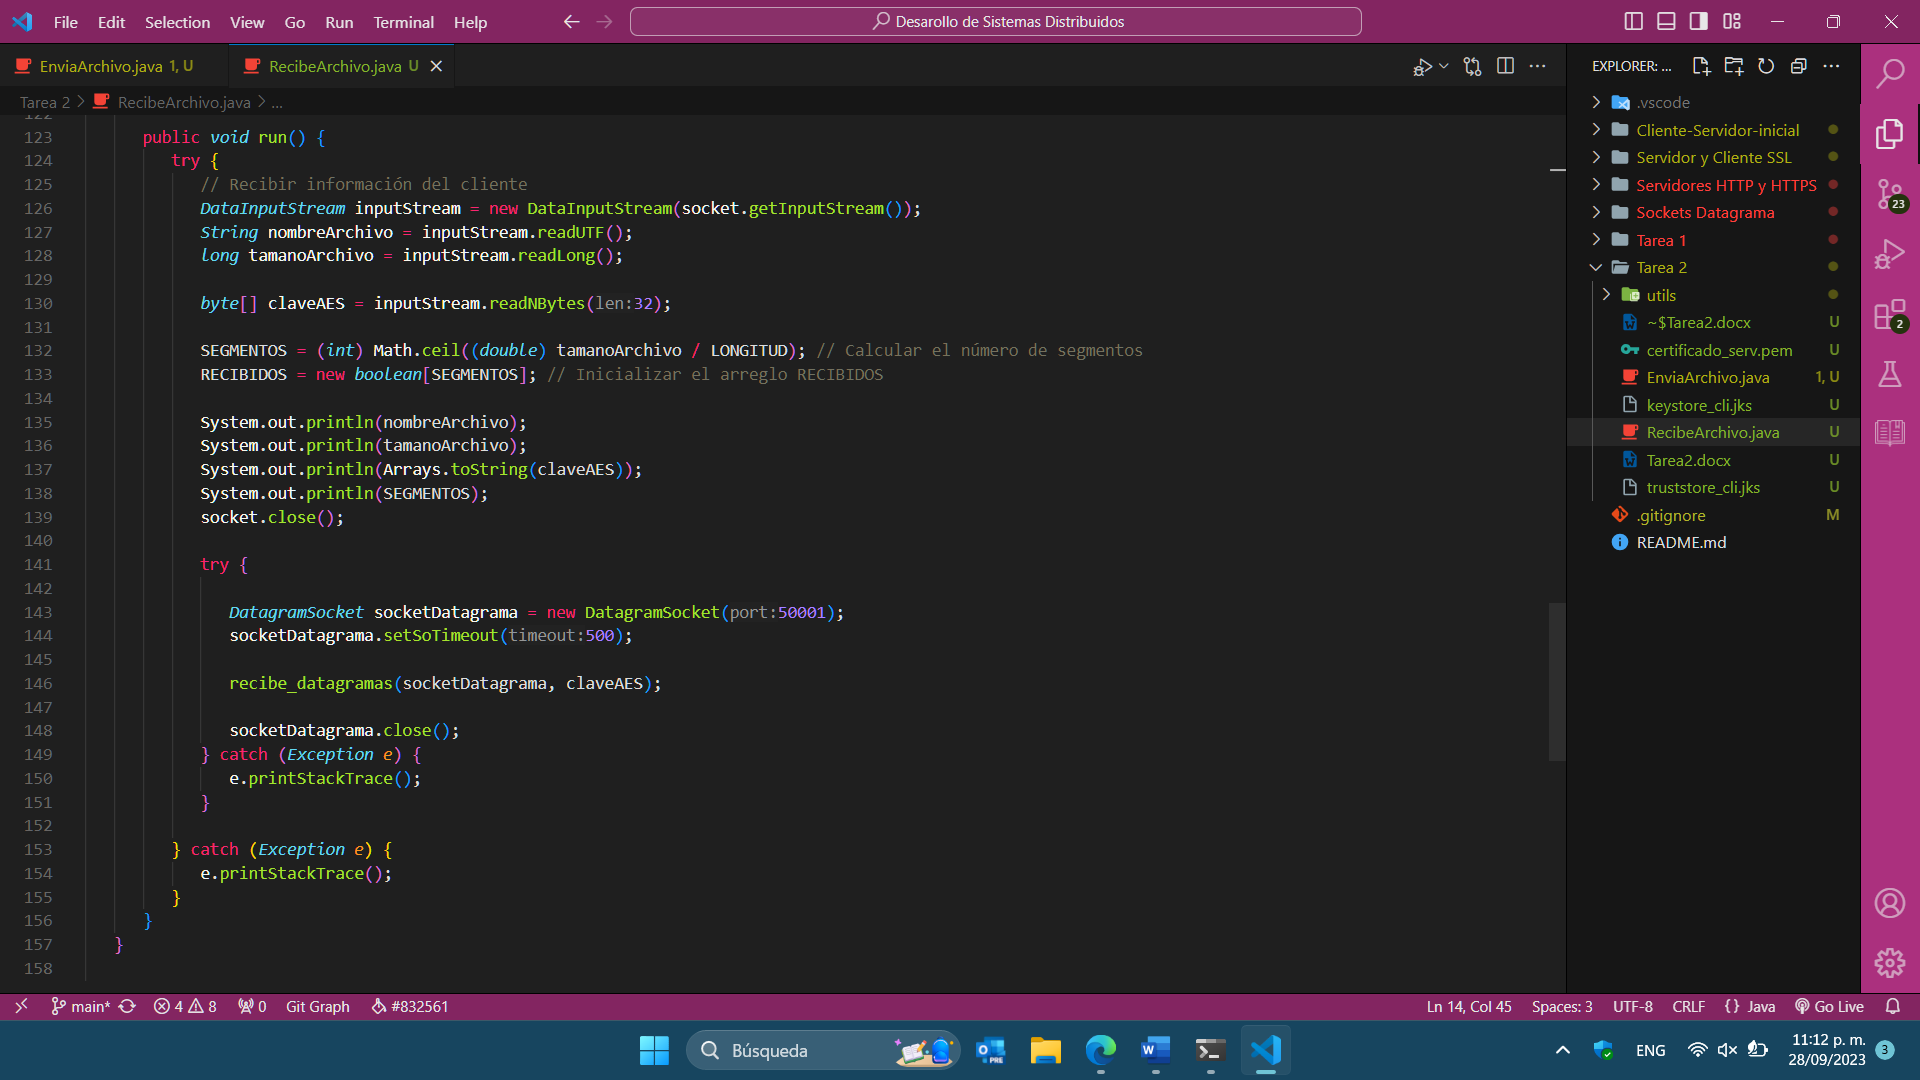 File Edit Selection View Go Run Terminal Help
Desarollo de Sistemas Distribuidos
EnviaArchivo.java 1, U
RecibeArchivo.java U
Tarea 2 > RecibeArchivo.java > ...
123 public void run() {
124 try {
125 // Recibir información del cliente
126 DataInputStream inputStream = new DataInputStream(socket.getInputStream());
127 String nombreArchivo = inputStream.readUTF();
128 long tamanoArchivo = inputStream.readLong();
129
130 byte[] claveAES = inputStream.readNBytes(len:32);
131
132 SEGMENTOS = (int) Math.ceil((double) tamanoArchivo / LONGITUD); // Calcular el número de segmentos
133 RECIBIDOS = new boolean[SEGMENTOS]; // Inicializar el arreglo RECIBIDOS
134
135 System.out.println(nombreArchivo);
136 System.out.println(tamanoArchivo);
137 System.out.println(Arrays.toString(claveAES));
138 System.out.println(SEGMENTOS);
139 socket.close();
140
141 try {
142
143 DatagramSocket socketDatagrama = new DatagramSocket(port:50001);
144 socketDatagrama.setSoTimeout(timeout:500);
145
146 recibe_datagramas(socketDatagrama, claveAES);
147
148 socketDatagrama.close();
149 } catch (Exception e) {
150 e.printStackTrace();
151 }
152
153 } catch (Exception e) {
154 e.printStackTrace();
155 }
156 }
157 }
158
EXPLORER: ...
.vscode
Cliente-Servidor-inicial
Servidor y Cliente SSL
Servidores HTTP y HTTPS
Sockets Datagrama
Tarea 1
Tarea 2
utils
~$Tarea2.docx U
certificado_serv.pem U
EnviaArchivo.java 1, U
keystore_cli.jks U
RecibeArchivo.java U
Tarea2.docx U
truststore_cli.jks U
.gitignore M
README.md
23
2
main* 4 8 0 Git Graph #832561
Ln 14, Col 45 Spaces: 3 UTF-8 CRLF {} Java Go Live
Búsqueda
ENG
11:12 p. m.
28/09/2023
3